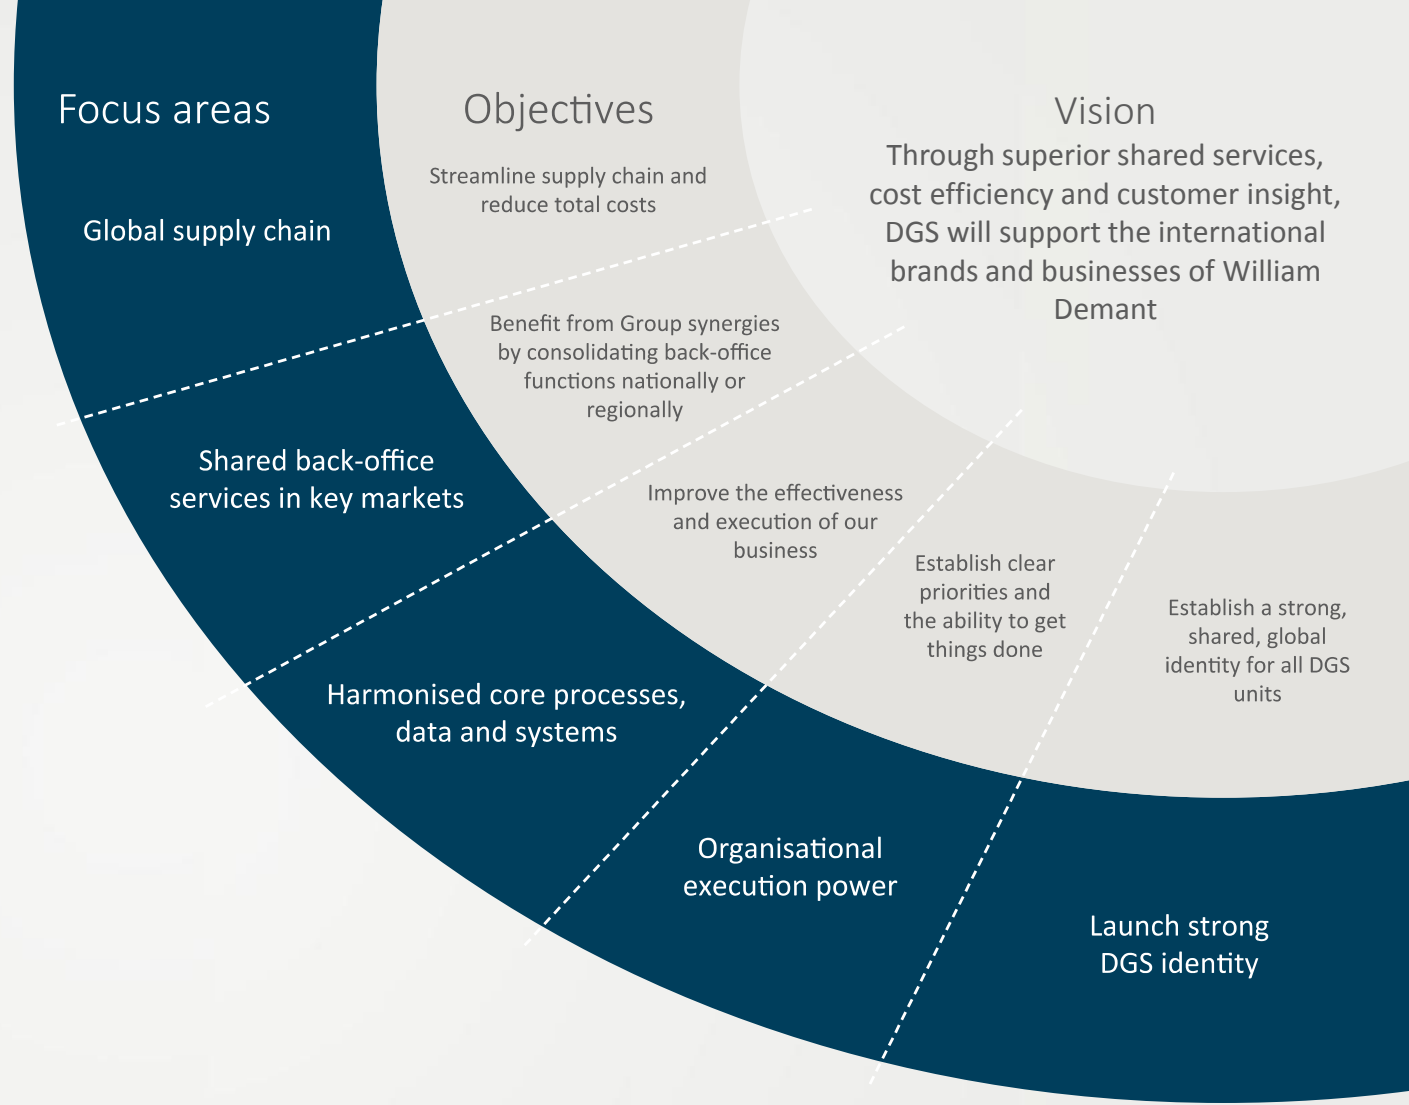 Focus areas
Global supply chain
Shared back-office
services in key markets
Harmonised core processes,
data and systems
Organisational
execution power
Launch strong
DGS identity
Objectives
Streamline supply chain and
reduce total costs
Benefit from Group synergies
by consolidating back-office
functions nationally or
regionally
Improve the effectiveness
and execution of our
business
Establish clear
priorities and
the ability to get
things done
Establish a strong,
shared, global
identity for all DGS
units
Vision
Through superior shared services,
cost efficiency and customer insight,
DGS will support the international
brands and businesses of William
Demant